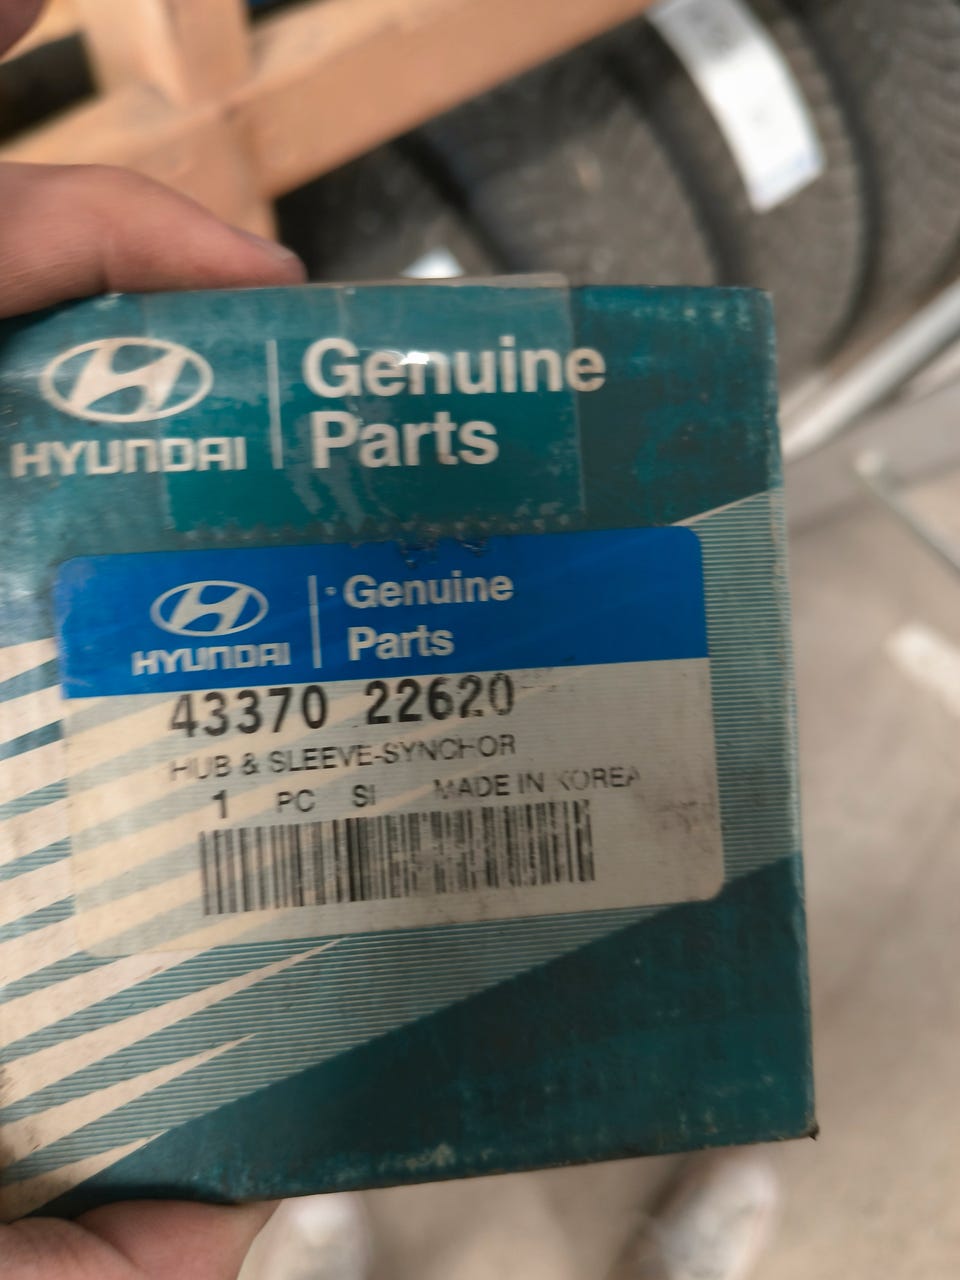 HYUNDAI
Genuine
Parts
HYUNDAI
Genuine
Parts
43370 22620
HUB & SLEEVE-SYNCHOR
1 PC SI MADE IN KOREA